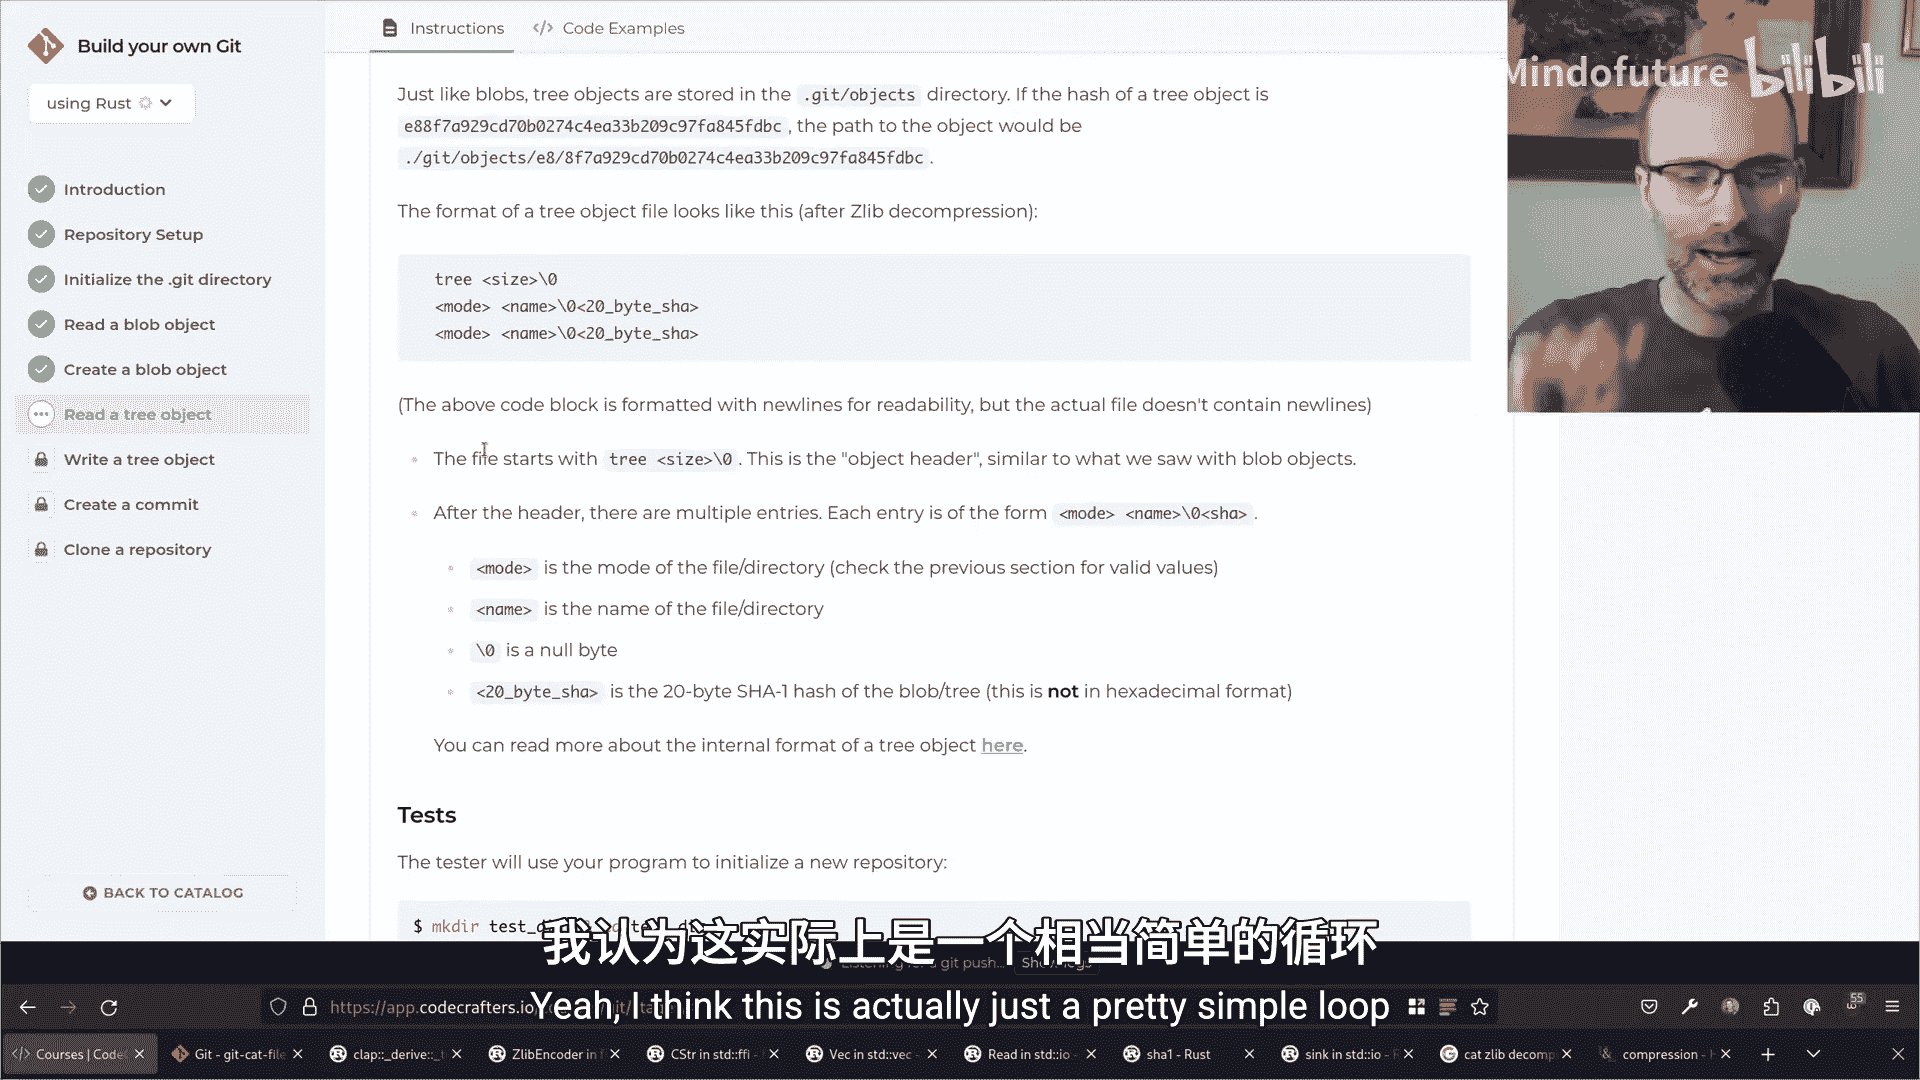 Build your own Git
using Rust
Introduction
Repository Setup
Initialize the .git directory
Read a blob object
Create a blob object
Read a tree object
Write a tree object
Create a commit
Clone a repository
BACK TO CATALOG
Instructions
</> Code Examples
Just like blobs, tree objects are stored in the .git/objects directory. If the hash of a tree object is
e88f7a929cd70b0274c4ea33b209c97fa845fdbc, the path to the object would be
./git/objects/e8/8f7a929cd70b0274c4ea33b209c97fa845fdbc.
The format of a tree object file looks like this (after Zlib decompression):
tree <size>\0
<mode> <name>\0<20_byte_sha>
<mode> <name>\0<20_byte_sha>
(The above code block is formatted with newlines for readability, but the actual file doesn't contain newlines)
The file starts with tree <size>\0. This is the "object header", similar to what we saw with blob objects.
After the header, there are multiple entries. Each entry is of the form <mode> <name>\0<sha>.
<mode> is the mode of the file/directory (check the previous section for valid values)
<name> is the name of the file/directory
\0 is a null byte
<20_byte_sha> is the 20-byte SHA-1 hash of the blob/tree (this is not in hexadecimal format)
You can read more about the internal format of a tree object here.
Tests
The tester will use your program to initialize a new repository:
$ mkdir
Mindofuture bilibili
我认为这实际上是一个相当简单的循环
git push...
https://app.codecrafters.io
Yeah, I think this is actually just a pretty simple loop
55
</> Courses | Code
Git - git-cat-file
clap::_derive::_
ZlibEncoder in
CStr in std::ffi -
Vec in std::vec -
Read in std::io -
sha1 - Rust
sink in std::io -
cat zlib decomp
compression -